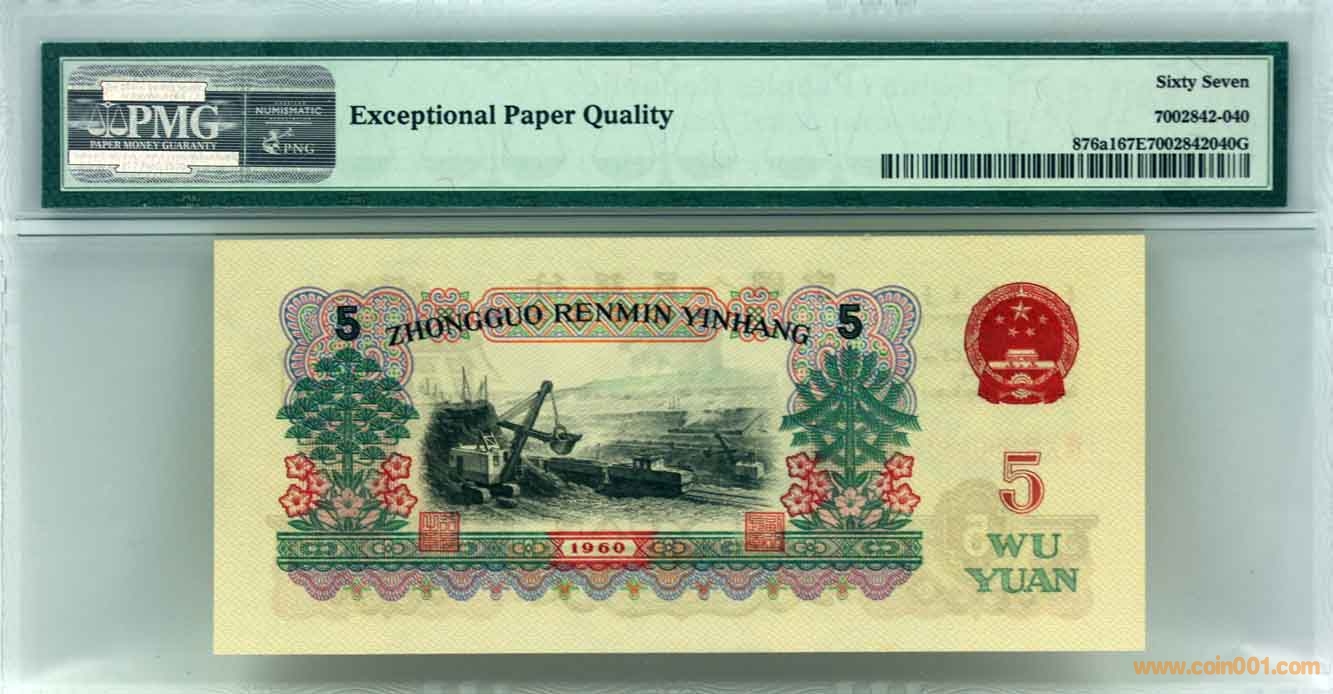 PMG
PAPER MONEY GUARANTY
NUMISMATIC
PNG
Exceptional Paper Quality
Sixty Seven
7002842-040
876a167E7002842040G
5 ZHONGGUO RENMIN YINHANG 5
5
1960
WU
YUAN
www.coin001.com